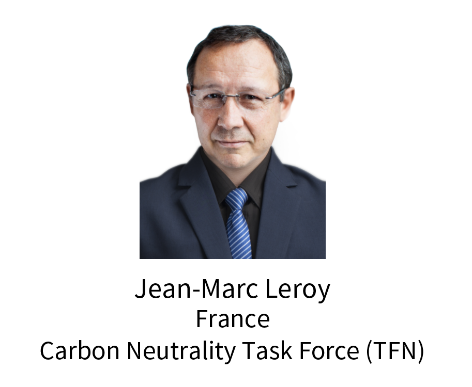 Jean-Marc Leroy
France
Carbon Neutrality Task Force (TFN)